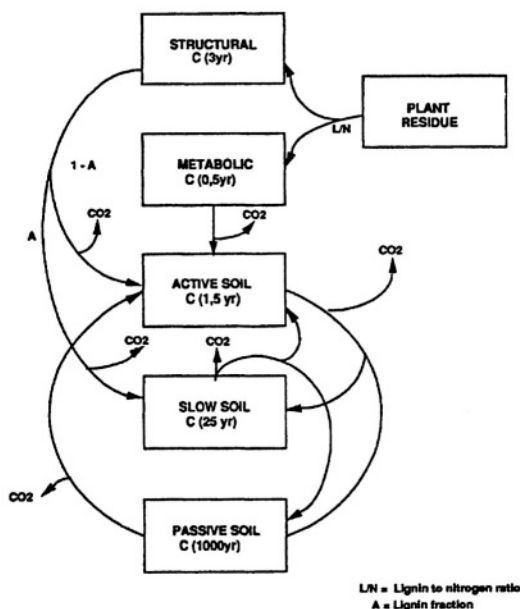 STRUCTURAL
C (3yr)
PLANT
RESIDUE
L/N
METABOLIC
C (0,5yr)
1 - A
CO2
CO2
A
ACTIVE SOIL
C (1,5 yr)
CO2
CO2
CO2
SLOW SOIL
C (25 yr)
CO2
PASSIVE SOIL
C (1000yr)
L/N = Lignin to nitrogen ratio
A = Lignin fraction